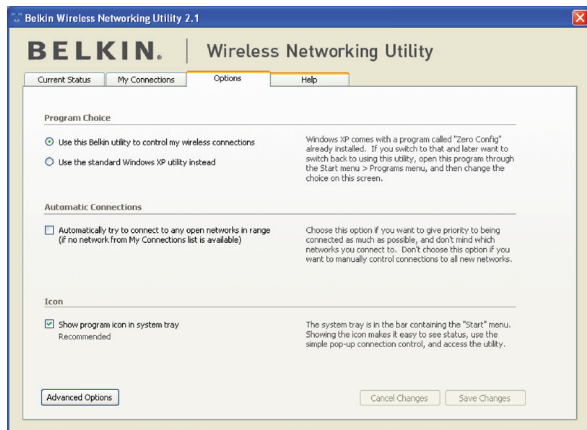 Belkin Wireless Networking Utility 2.1
BELKIN. Wireless Networking Utility
Current Status My Connections Options Help
Program Choice
Use this Belkin utility to control my wireless connections
Use the standard Windows XP utility instead
Windows XP comes with a program called "Zero Config"
already installed. If you switch to that and later want to
switch back to using this utility, open this program through
the Start menu > Programs menu, and then change the
choice on this screen.
Automatic Connections
Automatically try to connect to any open networks in range
(if no network from My Connections list is available)
Choose this option if you want to give priority to being
connected as much as possible, and don't mind which
networks you connect to. Don't choose this option if you
want to manually control connections to all new networks.
Icon
Show program icon in system tray
Recommended
The system tray is in the bar containing the "Start" menu.
Showing the icon makes it easy to see status, use the
simple pop-up connection control, and access the utility.
Advanced Options Cancel Changes Save Changes